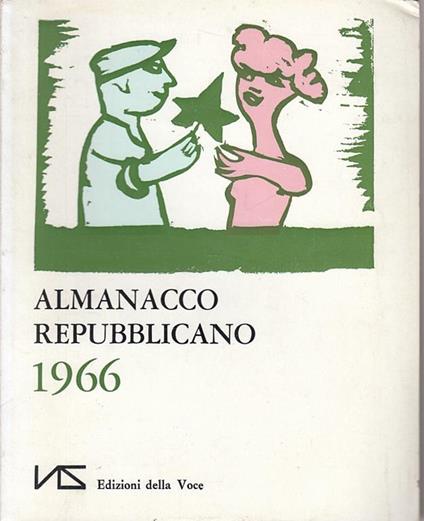 ALMANACCO
REPUBBLICANO
1966
Edizioni della Voce